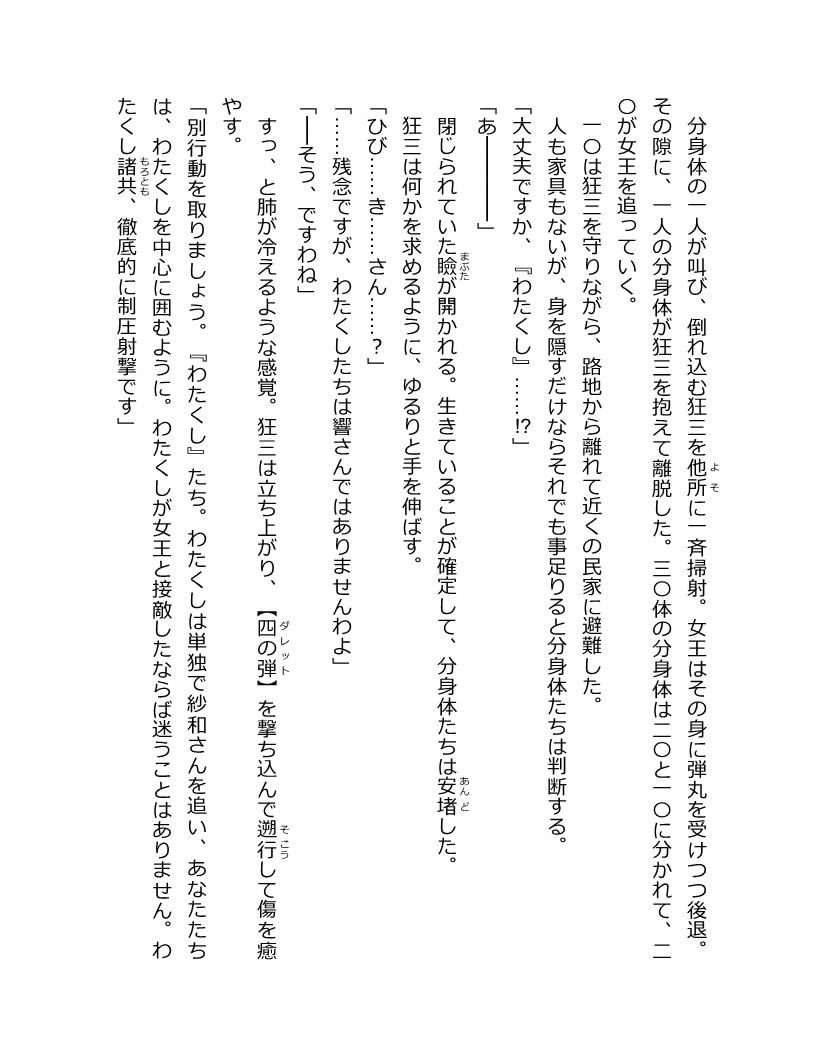 分身体の一人が叫び、倒れ込む狂三を他所に一斉掃射。女王はその身に弾丸を受けつつ後退。
その隙に、一人の分身体が狂三を抱えて離脱した。三〇体の分身体は二〇と一〇に分かれて、二
〇が女王を追っていく。
一〇は狂三を守りながら、路地から離れて近くの民家に避難した。
人も家具もないが、身を隠すだけならそれでも事足りると分身体たちは判断する。
「大丈夫ですか、『わたくし』……!?」
「あ――――」
閉じられていた瞼が開かれる。生きていることが確定して、分身体たちは安堵した。
狂三は何かを求めるように、ゆるりと手を伸ばす。
「ひび……き……さん……？」
「……残念ですが、わたくしたちは響さんではありませんわよ」
「――そう、ですわね」
すっ、と肺が冷えるような感覚。狂三は立ち上がり、【四の弾】を撃ち込んで遡行して傷を癒
やす。
「別行動を取りましょう。『わたくし』たち。わたくしは単独で紗和さんを追い、あなたたち
は、わたくしを中心に囲むように。わたくしが女王と接敵したならば迷うことはありません。わ
たくし諸共、徹底的に制圧射撃です」
よそ
まぶた
あんど
ダレット
そこう
もろとも